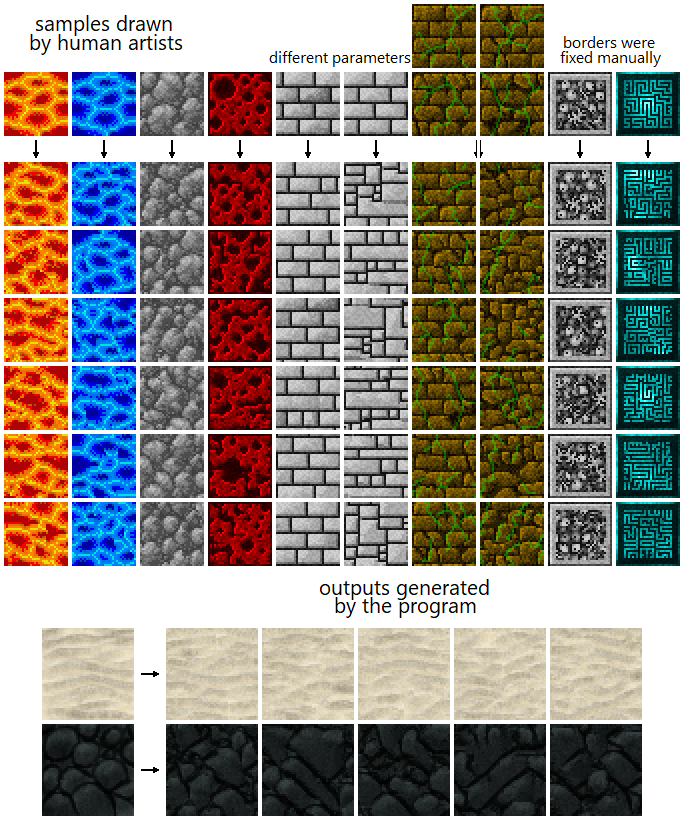 samples drawn
by human artists
different parameters
borders were
fixed manually
outputs generated
by the program